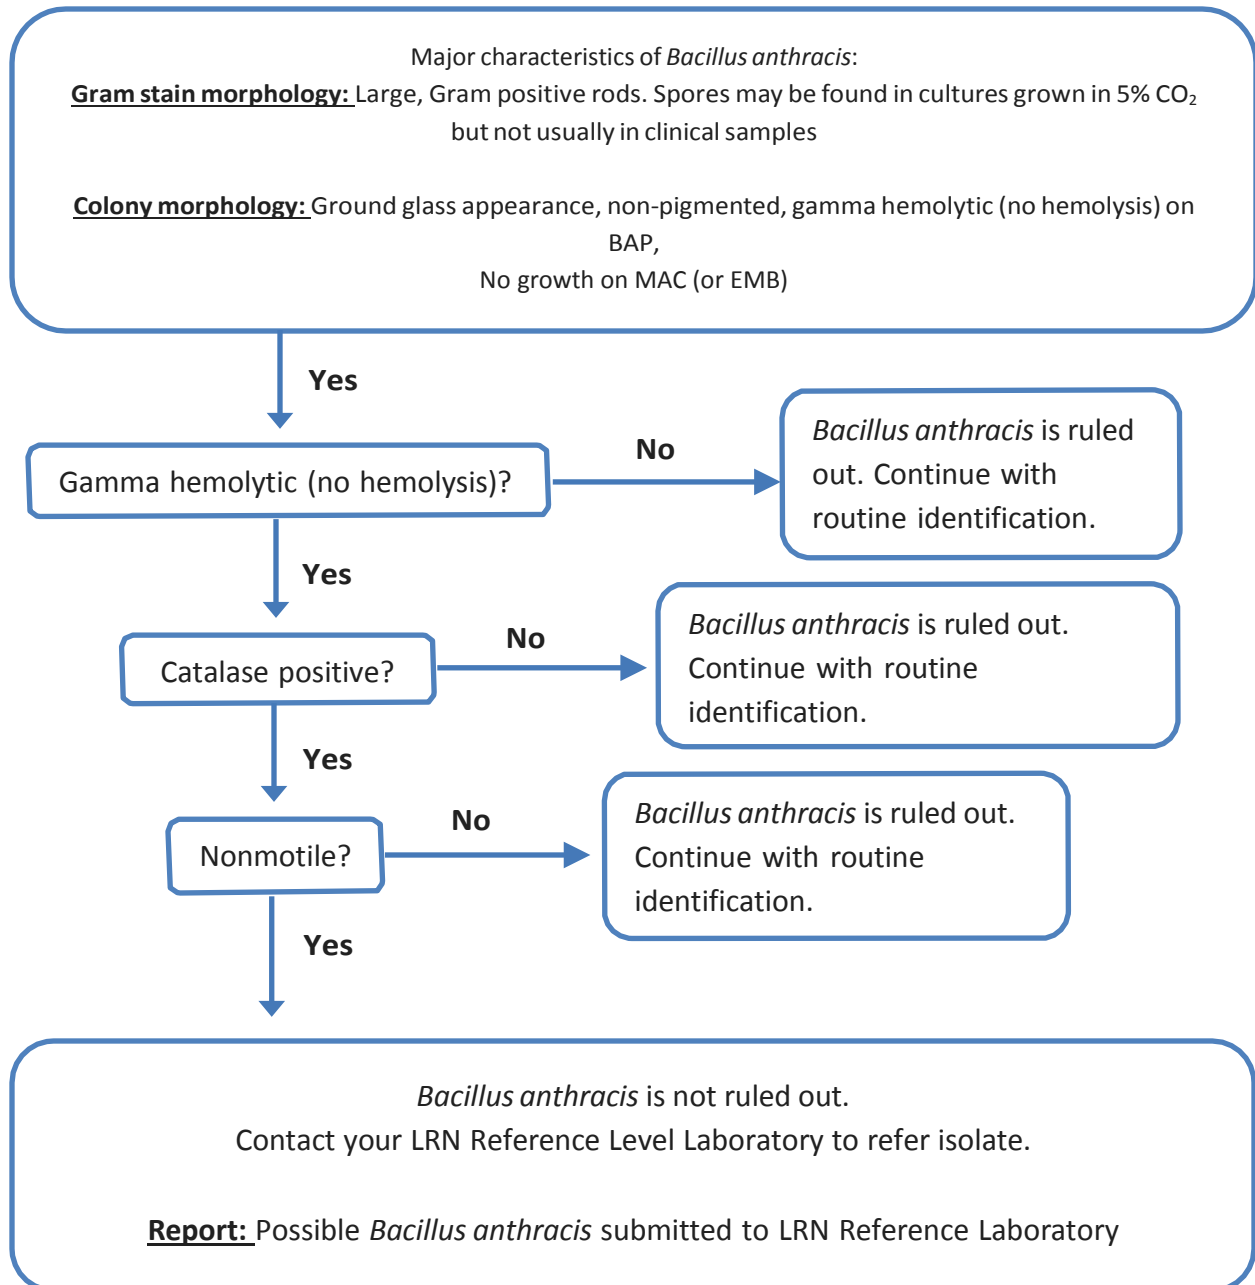 Major characteristics of Bacillus anthracis:
Gram stain morphology: Large, Gram positive rods. Spores may be found in cultures grown in 5% CO₂
but not usually in clinical samples
Colony morphology: Ground glass appearance, non-pigmented, gamma hemolytic (no hemolysis) on
BAP,
No growth on MAC (or EMB)
Yes
Gamma hemolytic (no hemolysis)?
No
Bacillus anthracis is ruled
out. Continue with
routine identification.
Yes
Catalase positive?
No
Bacillus anthracis is ruled out.
Continue with routine
identification.
Yes
Nonmotile?
No
Bacillus anthracis is ruled out.
Continue with routine
identification.
Yes
Bacillus anthracis is not ruled out.
Contact your LRN Reference Level Laboratory to refer isolate.
Report: Possible Bacillus anthracis submitted to LRN Reference Laboratory